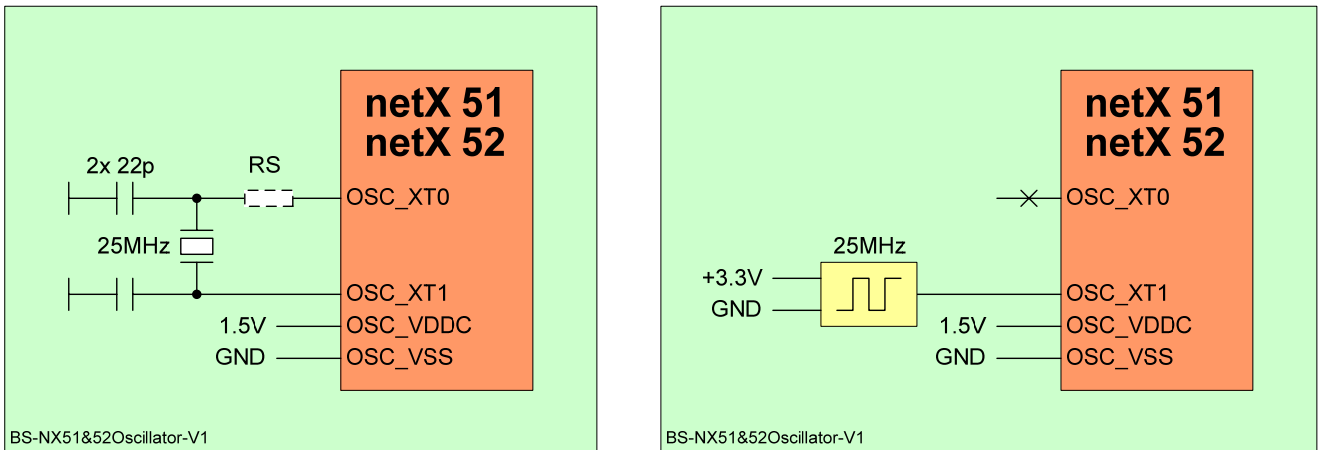 netX 51
netX 52
2x 22p
RS
OSC_XT0
25MHz
OSC_XT1
1.5V
OSC_VDDC
GND
OSC_VSS
BS-NX51&52Oscillator-V1
netX 51
netX 52
OSC_XT0
25MHz
+3.3V
GND
OSC_XT1
1.5V
OSC_VDDC
GND
OSC_VSS
BS-NX51&52Oscillator-V1